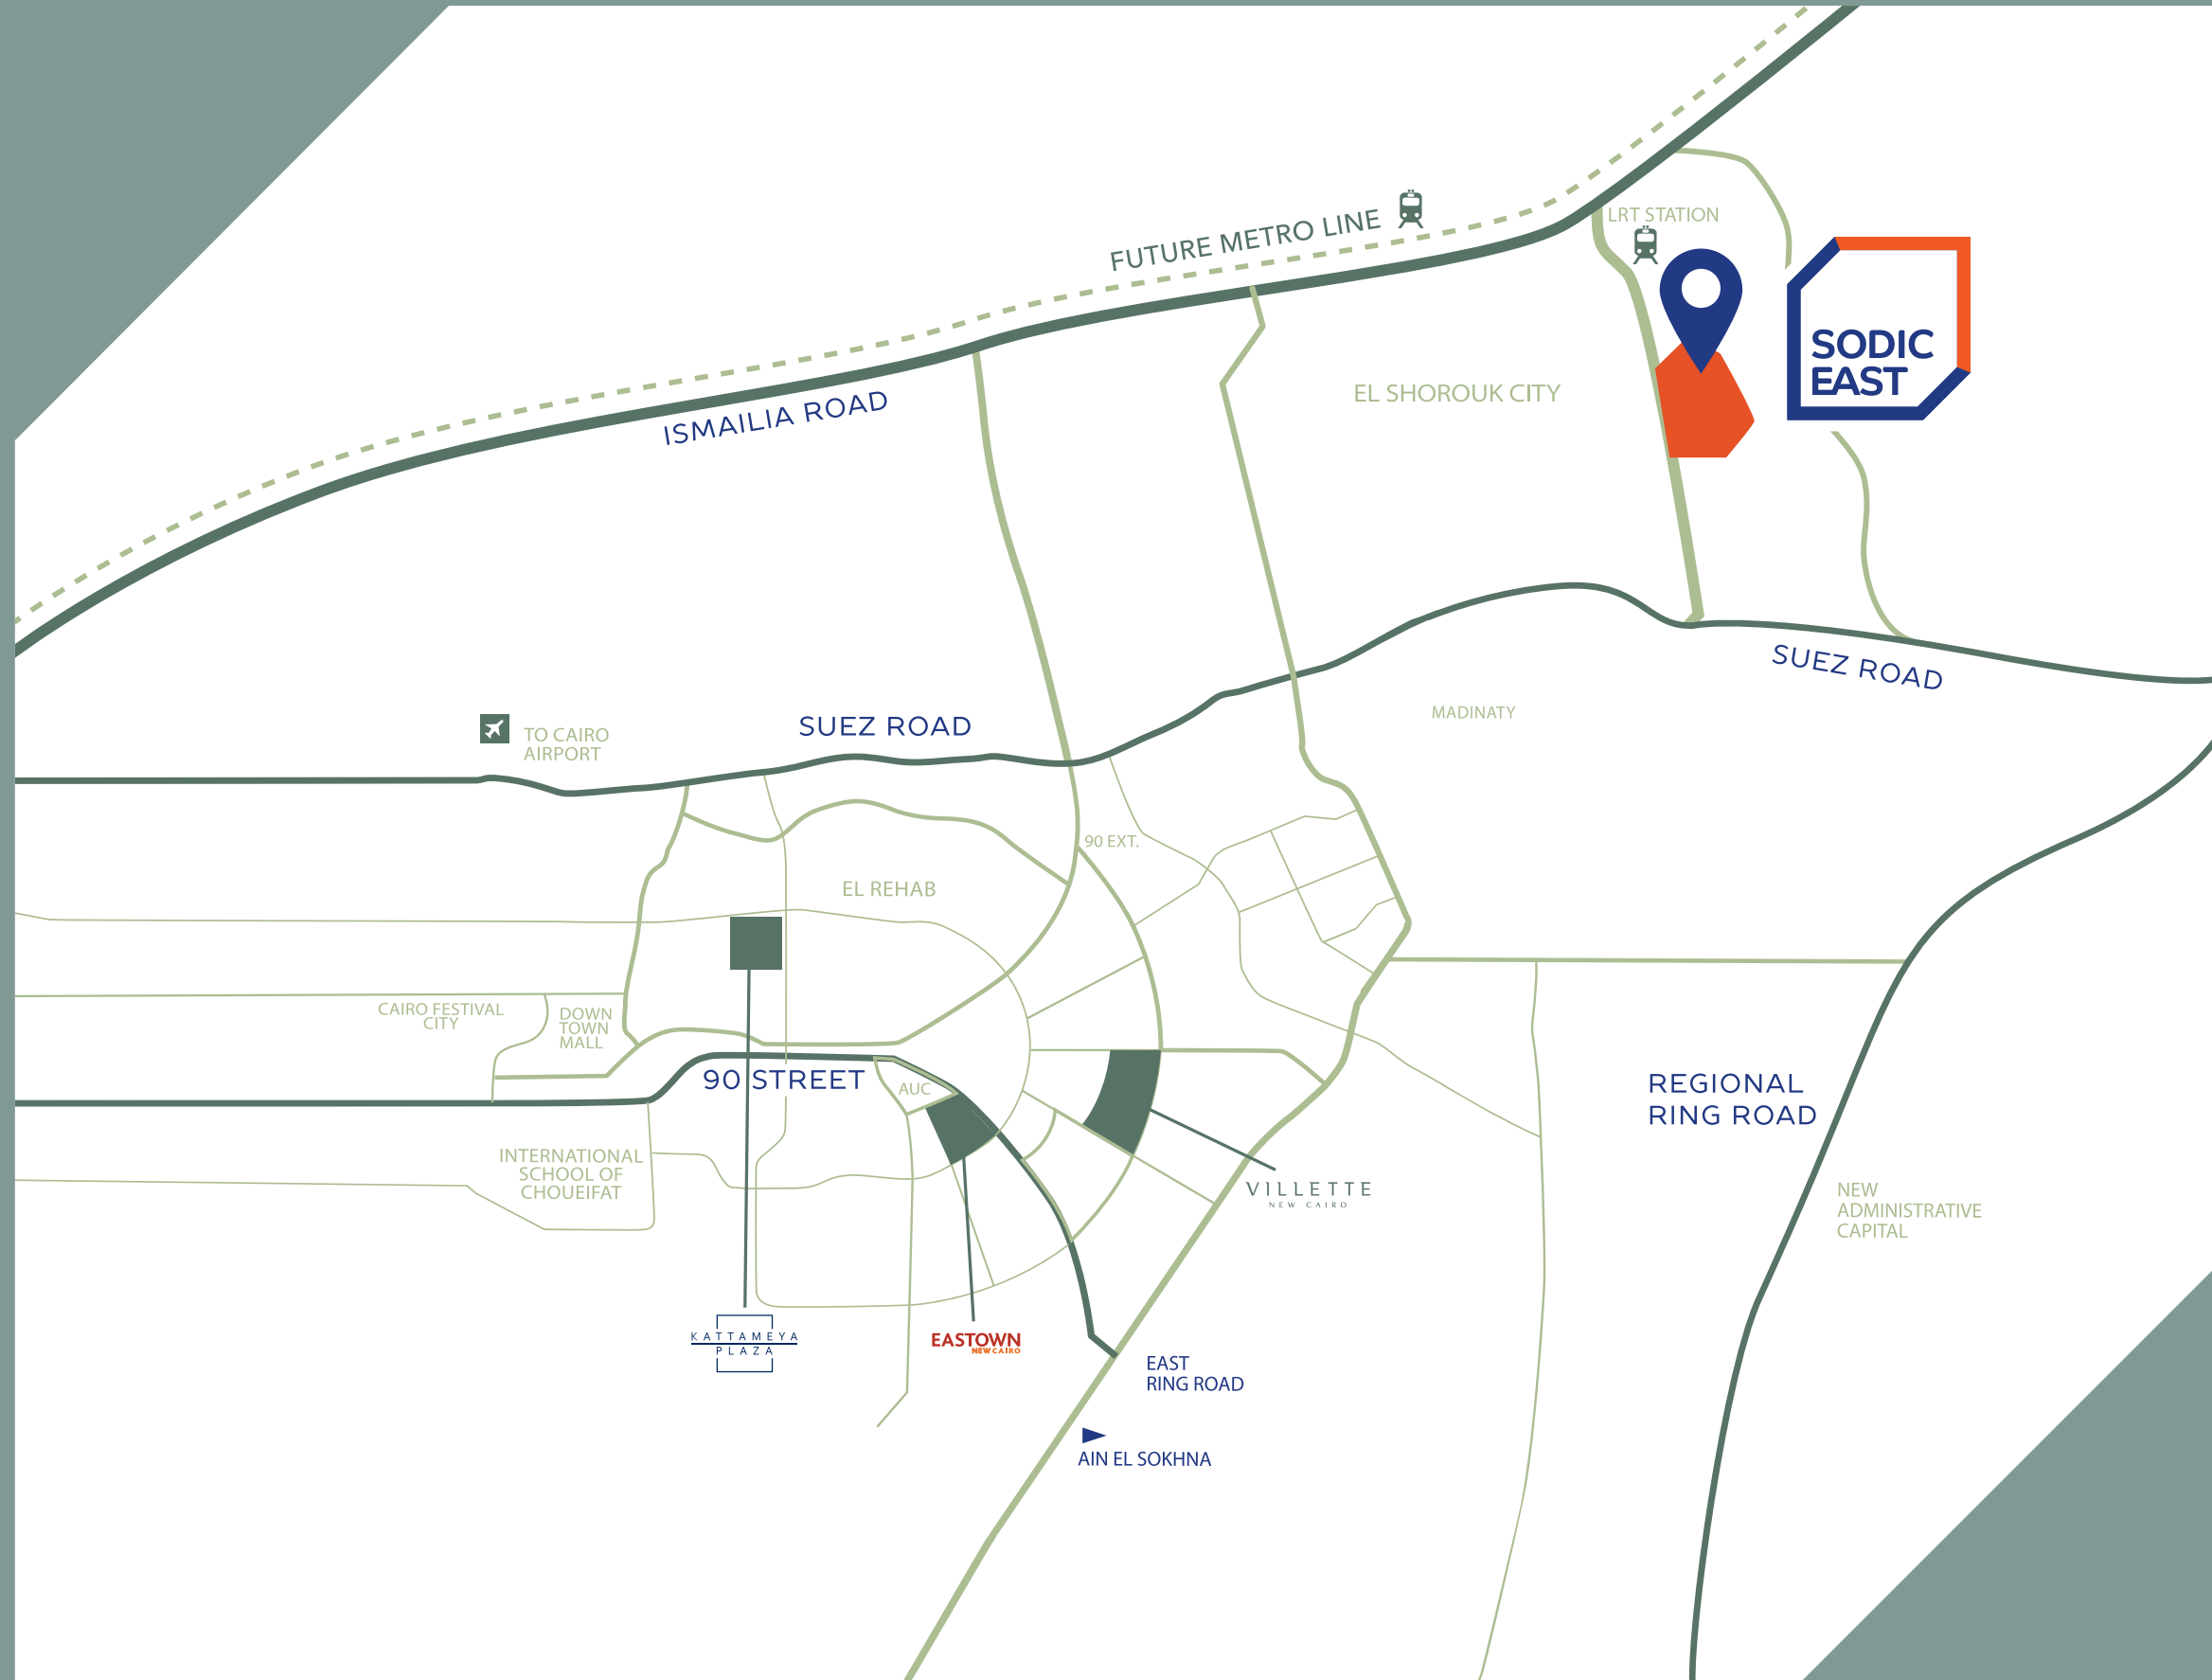 FUTURE METRO LINE
LRT STATION
SODIC
EAST
EL SHOROUK CITY
ISMAILIA ROAD
SUEZ ROAD
MADINATY
SUEZ ROAD
TO CAIRO
AIRPORT
90 EXT.
EL REHAB
CAIRO FESTIVAL
CITY
DOWN
TOWN
MALL
90 STREET
AUC
REGIONAL
RING ROAD
INTERNATIONAL
SCHOOL OF
CHOUEIFAT
VILLETTE
NEW CAIRO
NEW
ADMINISTRATIVE
CAPITAL
KATTAMEYA
PLAZA
EASTOWN
NEW CAIRO
EAST
RING ROAD
AIN EL SOKHNA